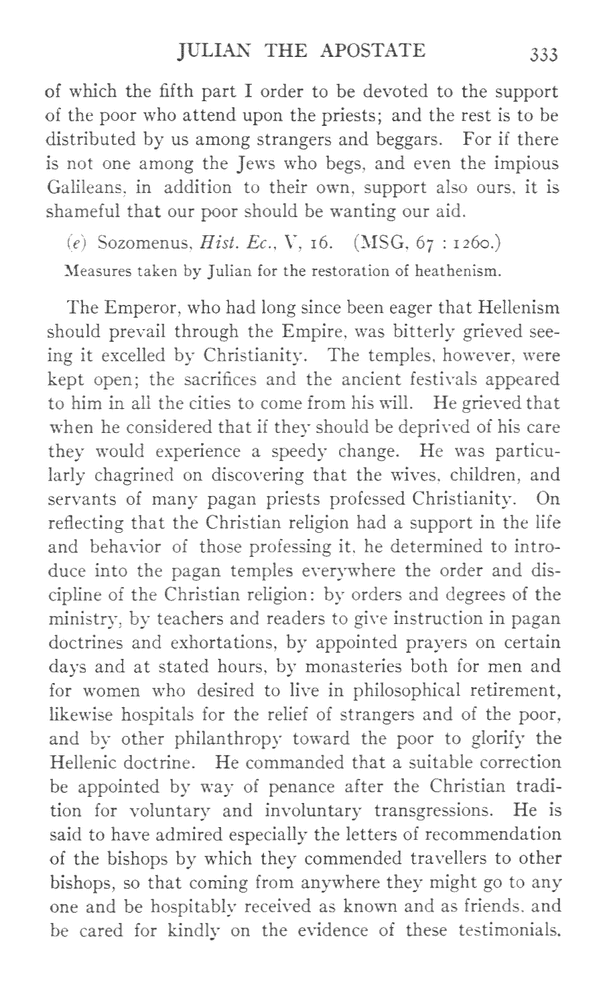 JULIAN THE APOSTATE 333
of which the fifth part I order to be devoted to the support
of the poor who attend upon the priests; and the rest is to be
distributed by us among strangers and beggars. For if there
is not one among the Jews who begs, and even the impious
Galileans, in addition to their own, support also ours, it is
shameful that our poor should be wanting our aid.
(e) Sozomenus, Hist. Ec., V, 16. (MSG, 67 : 1260.)
Measures taken by Julian for the restoration of heathenism.
The Emperor, who had long since been eager that Hellenism
should prevail through the Empire, was bitterly grieved see-
ing it excelled by Christianity. The temples, however, were
kept open; the sacrifices and the ancient festivals appeared
to him in all the cities to come from his will. He grieved that
when he considered that if they should be deprived of his care
they would experience a speedy change. He was particu-
larly chagrined on discovering that the wives, children, and
servants of many pagan priests professed Christianity. On
reflecting that the Christian religion had a support in the life
and behavior of those professing it, he determined to intro-
duce into the pagan temples everywhere the order and dis-
cipline of the Christian religion: by orders and degrees of the
ministry, by teachers and readers to give instruction in pagan
doctrines and exhortations, by appointed prayers on certain
days and at stated hours, by monasteries both for men and
for women who desired to live in philosophical retirement,
likewise hospitals for the relief of strangers and of the poor,
and by other philanthropy toward the poor to glorify the
Hellenic doctrine. He commanded that a suitable correction
be appointed by way of penance after the Christian tradi-
tion for voluntary and involuntary transgressions. He is
said to have admired especially the letters of recommendation
of the bishops by which they commended travellers to other
bishops, so that coming from anywhere they might go to any
one and be hospitably received as known and as friends, and
be cared for kindly on the evidence of these testimonials.